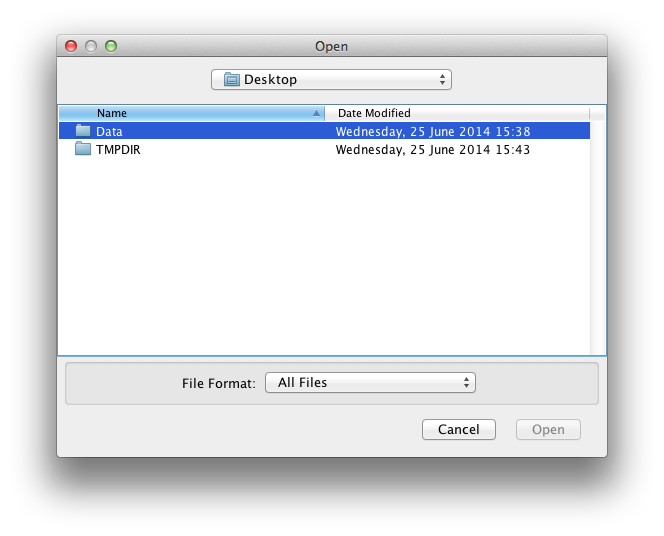 Open
Desktop
Name Date Modified
Data Wednesday, 25 June 2014 15:38
TMPDIR Wednesday, 25 June 2014 15:43
File Format: All Files
Cancel Open